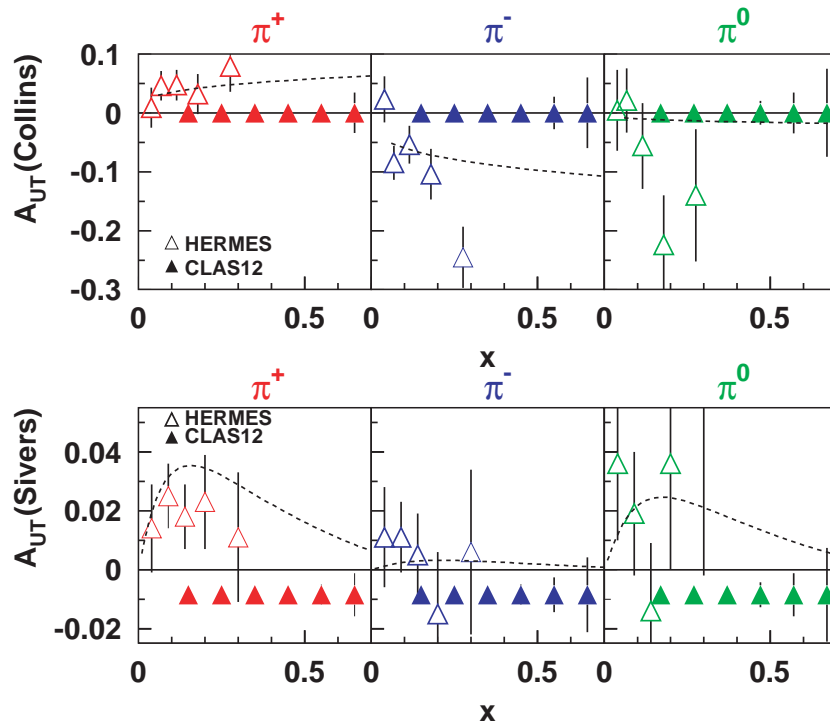 π+ π- π0
A_UT(Collins)
0.1
0
-0.1
-0.2
-0.3
HERMES
CLAS12
0 0.5 0 0.5 0 0.5
x
π+ π- π0
A_UT(Sivers)
HERMES
CLAS12
0.04
0.02
0
-0.02
0 0.5 0 0.5 0 0.5
x